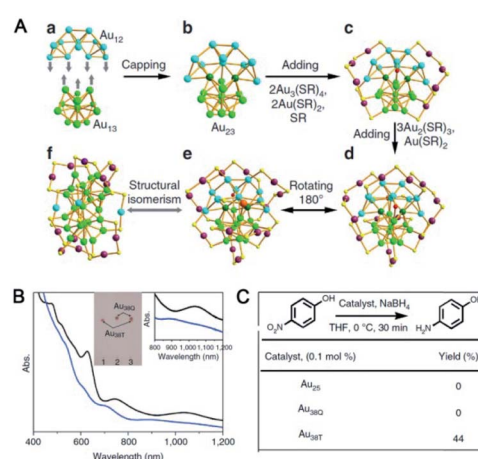 A
a
b
c
Au12
Au13
Capping
Au23
Adding
2Au3(SR)4,
2Au(SR)2,
SR
Adding
3Au2(SR)3,
Au(SR)2
f
e
d
Structural
isomerism
Rotating
180°
B
Abs.
400 600 800 1,000 1,200
Wavelength (nm)
Au38Q
Au38T
1 2 3
Abs.
800 900 1,000 1,100 1,200
Wavelength (nm)
C
OH
O2N
Catalyst, NaBH4
THF, 0 °C, 30 min
H2N
Catalyst, (0.1 mol %) Yield (%)
Au25 0
Au38Q 0
Au38T 44